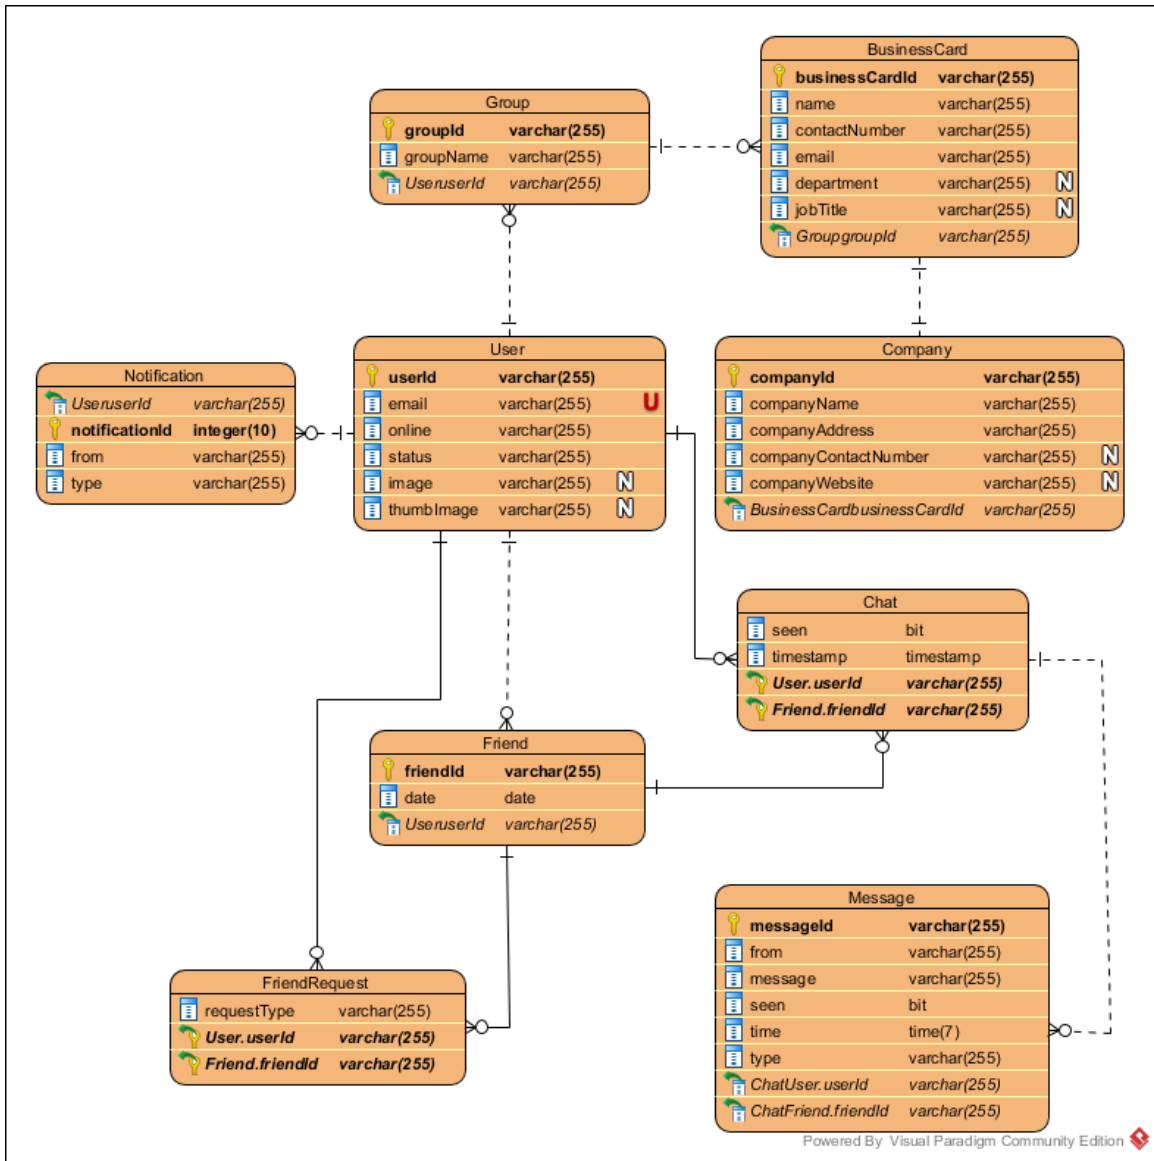 BusinessCard
businessCardId varchar(255)
name varchar(255)
contactNumber varchar(255)
email varchar(255)
department varchar(255) N
jobTitle varchar(255) N
GroupgroupId varchar(255)
Group
groupId varchar(255)
groupName varchar(255)
UseruserId varchar(255)
User
userId varchar(255)
email varchar(255) U
online varchar(255)
status varchar(255)
image varchar(255) N
thumbImage varchar(255) N
Company
companyId varchar(255)
companyName varchar(255)
companyAddress varchar(255)
companyContactNumber varchar(255) N
companyWebsite varchar(255) N
BusinessCardbusinessCardId varchar(255)
Notification
UseruserId varchar(255)
notificationId integer(10)
from varchar(255)
type varchar(255)
Chat
seen bit
timestamp timestamp
User.userId varchar(255)
Friend.friendId varchar(255)
Friend
friendId varchar(255)
date date
UseruserId varchar(255)
Message
messageId varchar(255)
from varchar(255)
message varchar(255)
seen bit
time time(7)
type varchar(255)
ChatUser.userId varchar(255)
ChatFriend.friendId varchar(255)
FriendRequest
requestType varchar(255)
User.userId varchar(255)
Friend.friendId varchar(255)
Powered By Visual Paradigm Community Edition